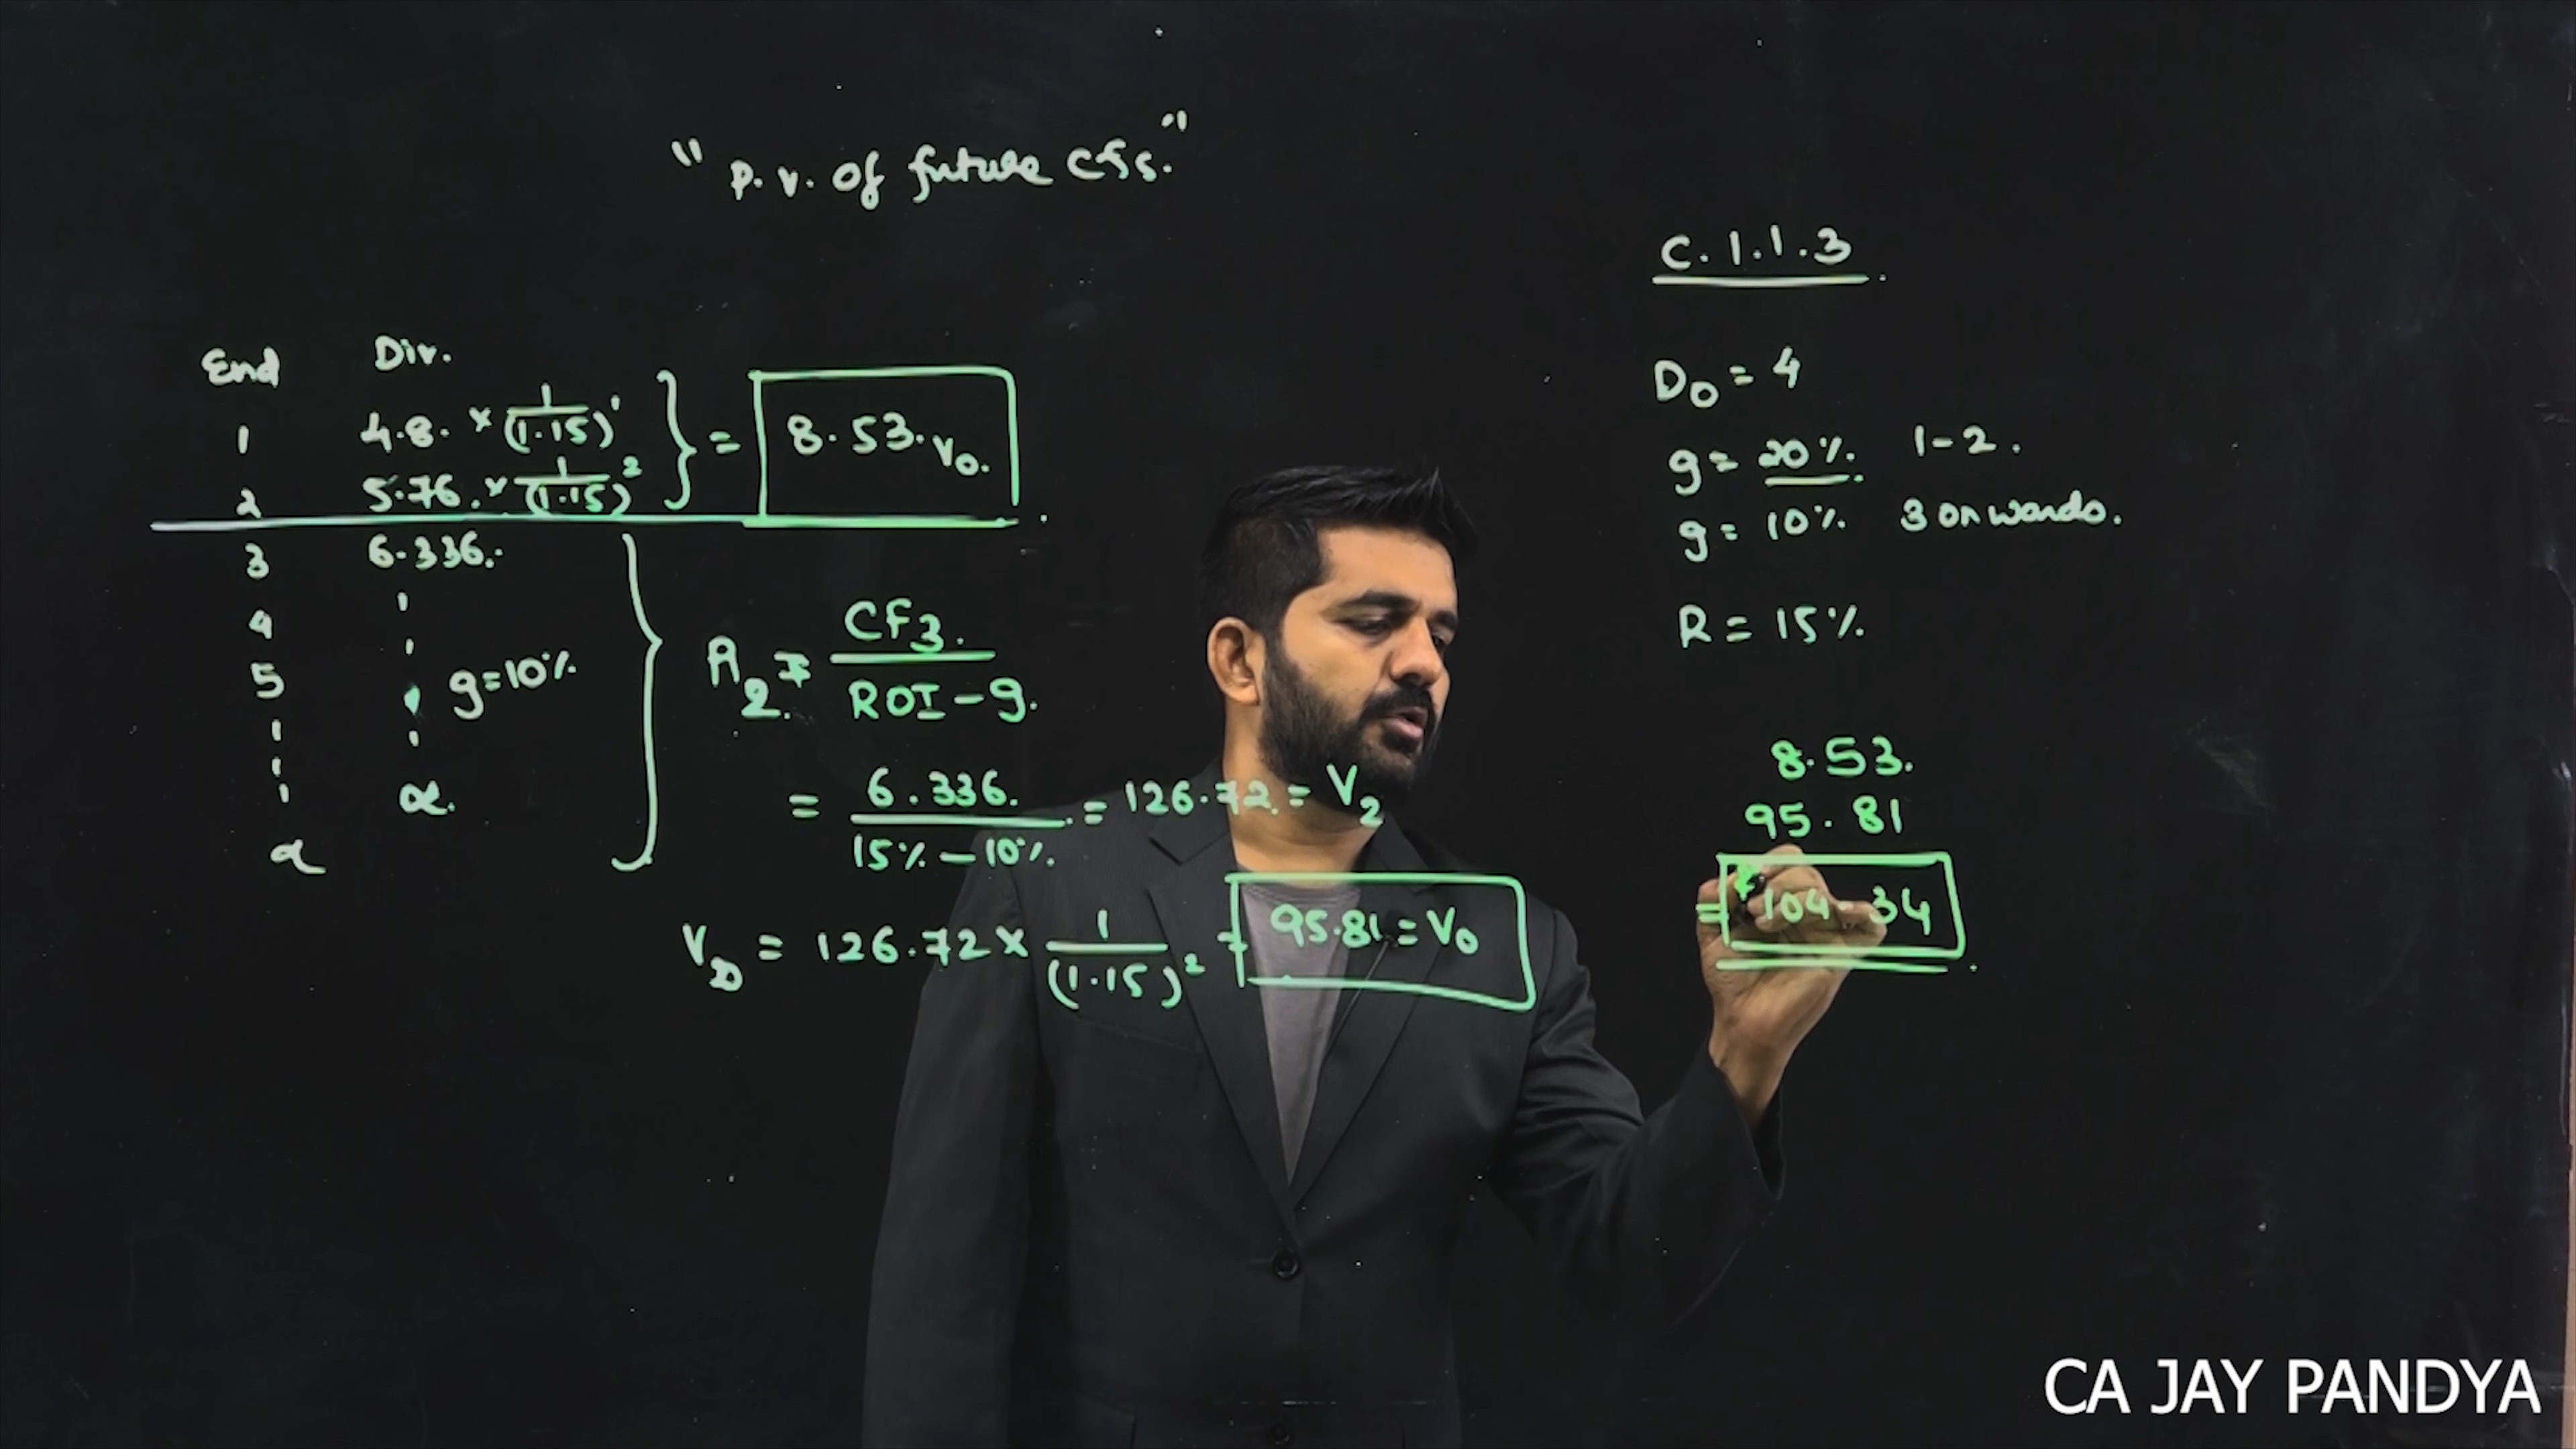 "P.V. of future Cfs."
End Div.
1 4.8. × 1/(1.15)¹
2 5.76. × 1/(1.15)²
} = 8.53. V₀.
3 6.336.
4
5 g=10%
α α.
A₂. = CF₃. / ROI - g.
= 6.336. / 15% - 10%. = 126.72. = V₂
V₀ = 126.72 × 1/(1.15)² = 95.81 = V₀
C.1.1.3
D₀ = 4
g = 20%. 1-2.
g = 10% 3 onwards.
R = 15%
8.53.
95.81
= ₹104.34
CA JAY PANDYA